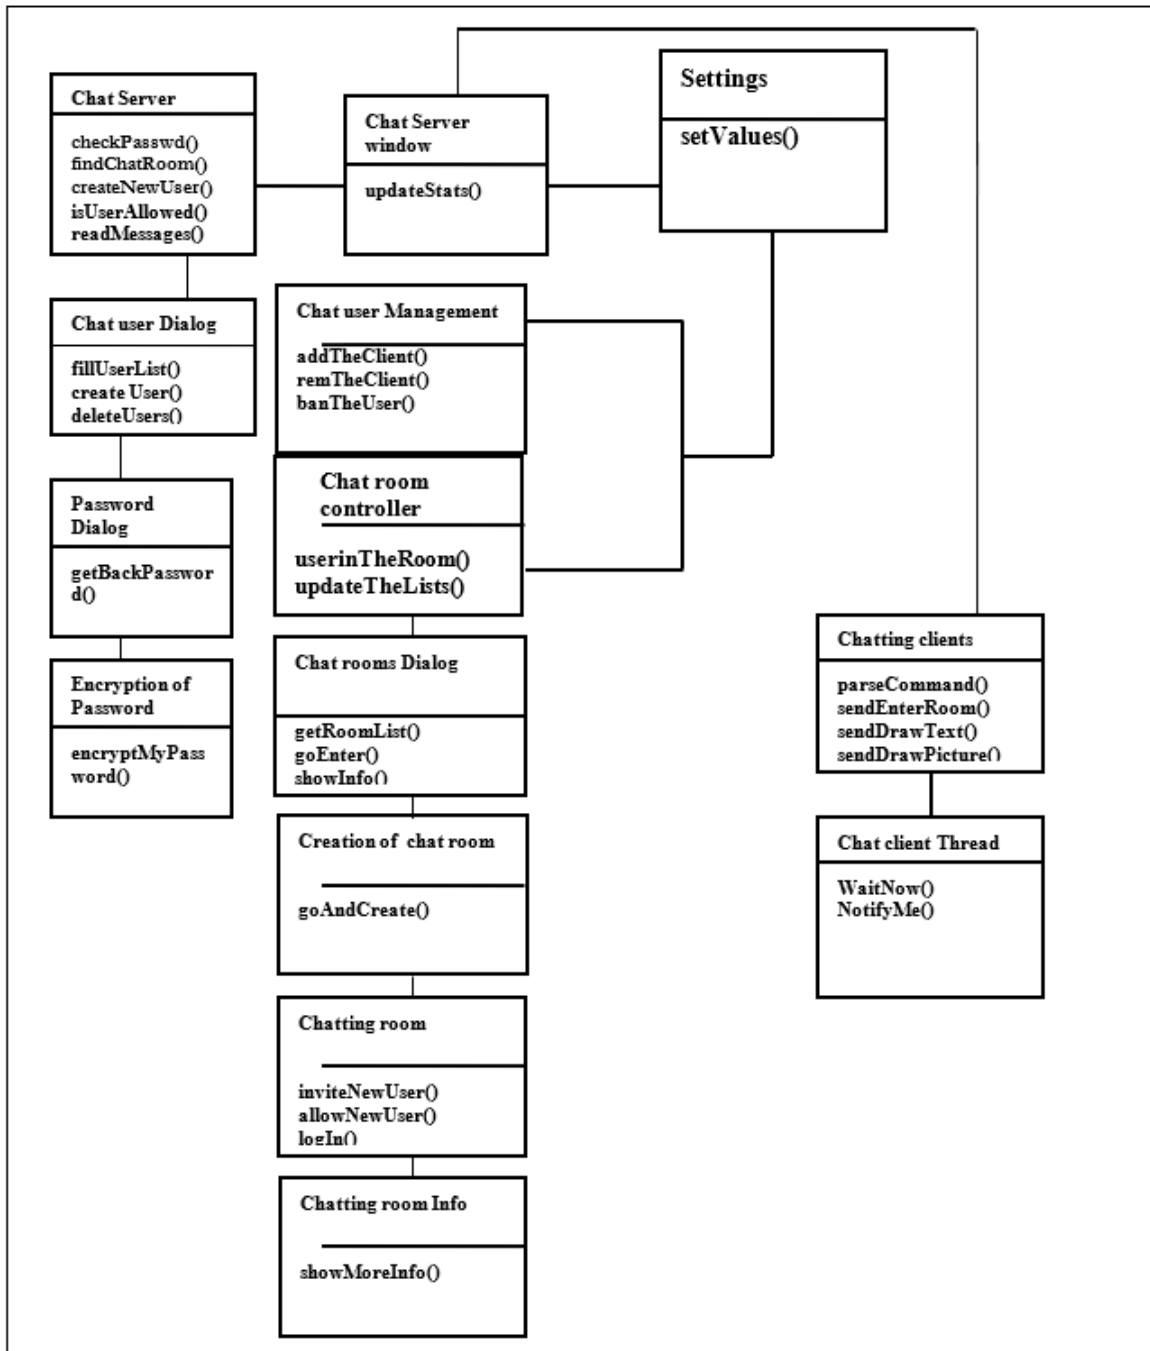 Chat Server
checkPasswd()
findChatRoom()
createNewUser()
isUserAllowed()
readMessages()
Chat Server
window
updateStats()
Settings
setValues()
Chat user Dialog
fillUserList()
create User()
deleteUsers()
Chat user Management
addTheClient()
remTheClient()
banTheUser()
Password
Dialog
getBackPasswor
d()
Chat room
controller
userinTheRoom()
updateTheLists()
Encryption of
Password
encryptMyPass
word()
Chat rooms Dialog
getRoomList()
goEnter()
showInfo()
Chatting clients
parseCommand()
sendEnterRoom()
sendDrawText()
sendDrawPicture()
Creation of chat room
goAndCreate()
Chat client Thread
WaitNow()
NotifyMe()
Chatting room
inviteNewUser()
allowNewUser()
logIn()
Chatting room Info
showMoreInfo()